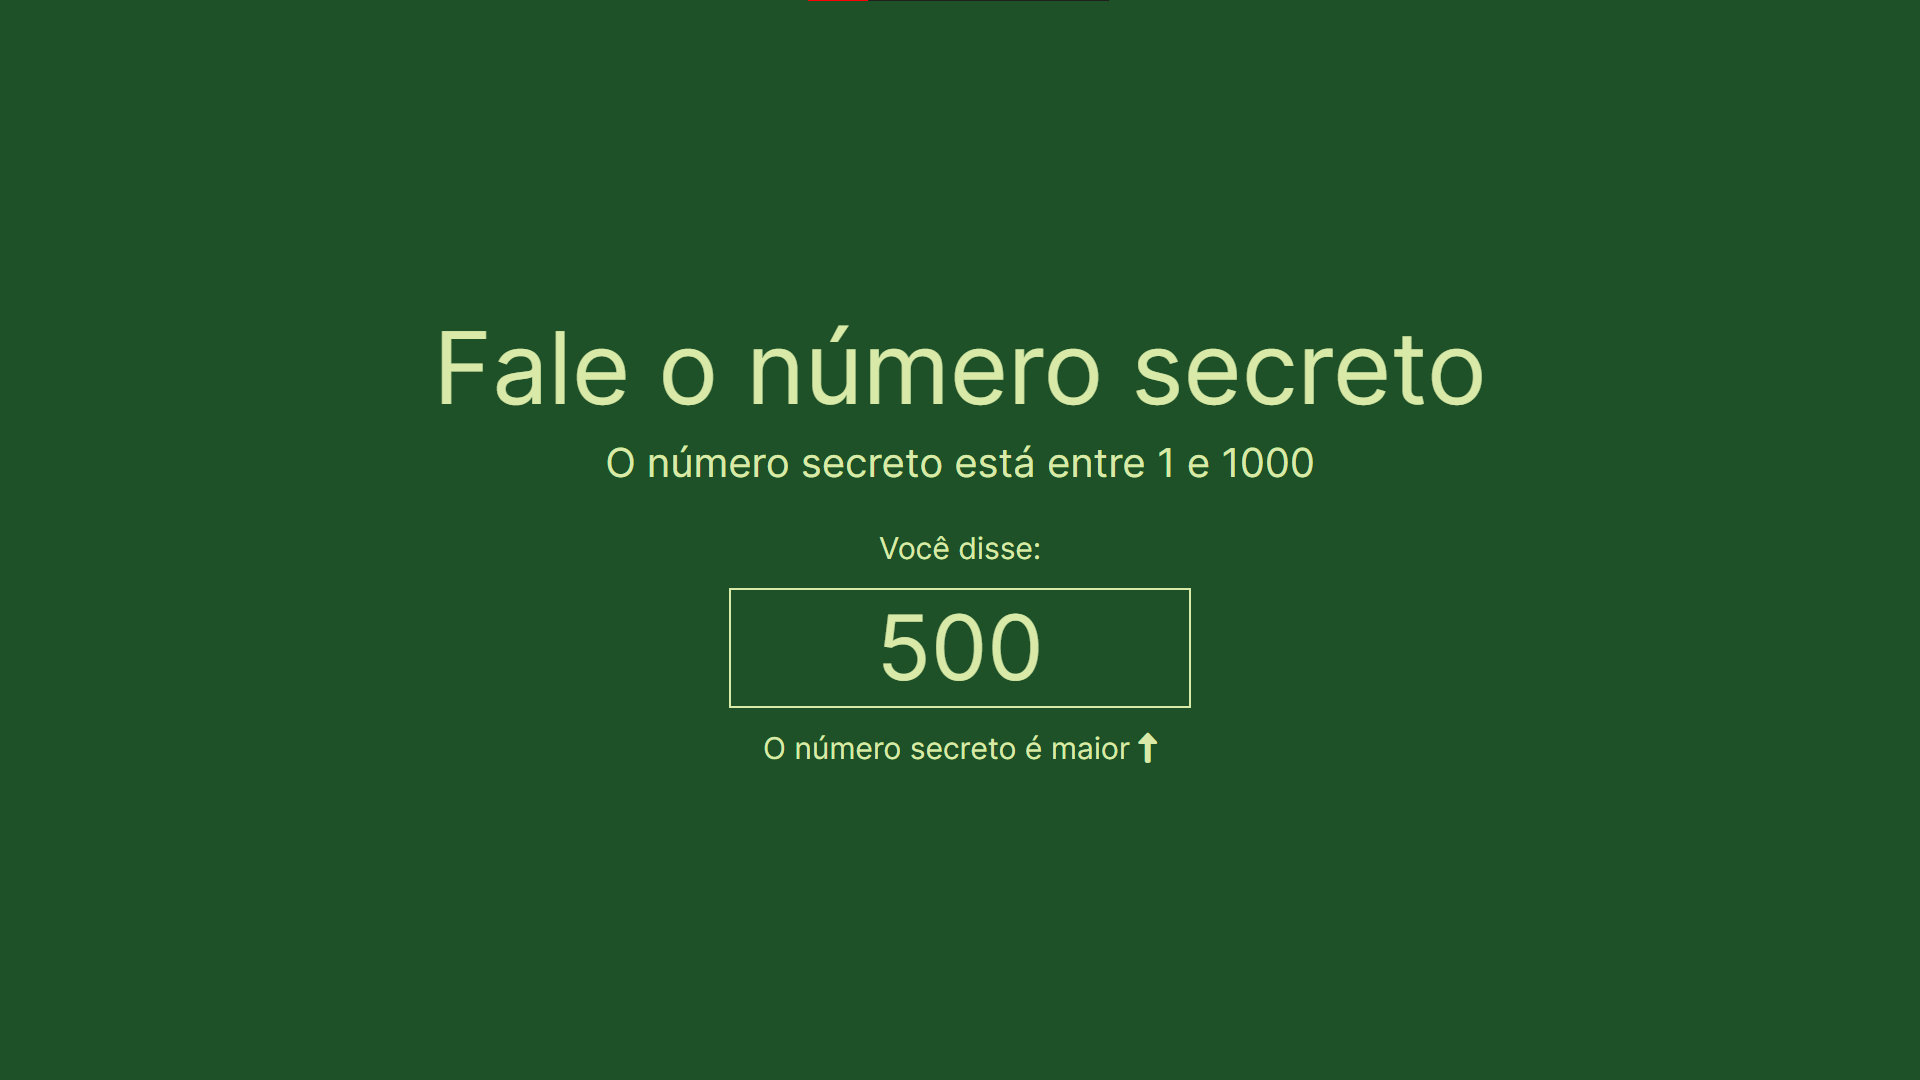 Fale o número secreto
O número secreto está entre 1 e 1000
Você disse:
500
O número secreto é maior